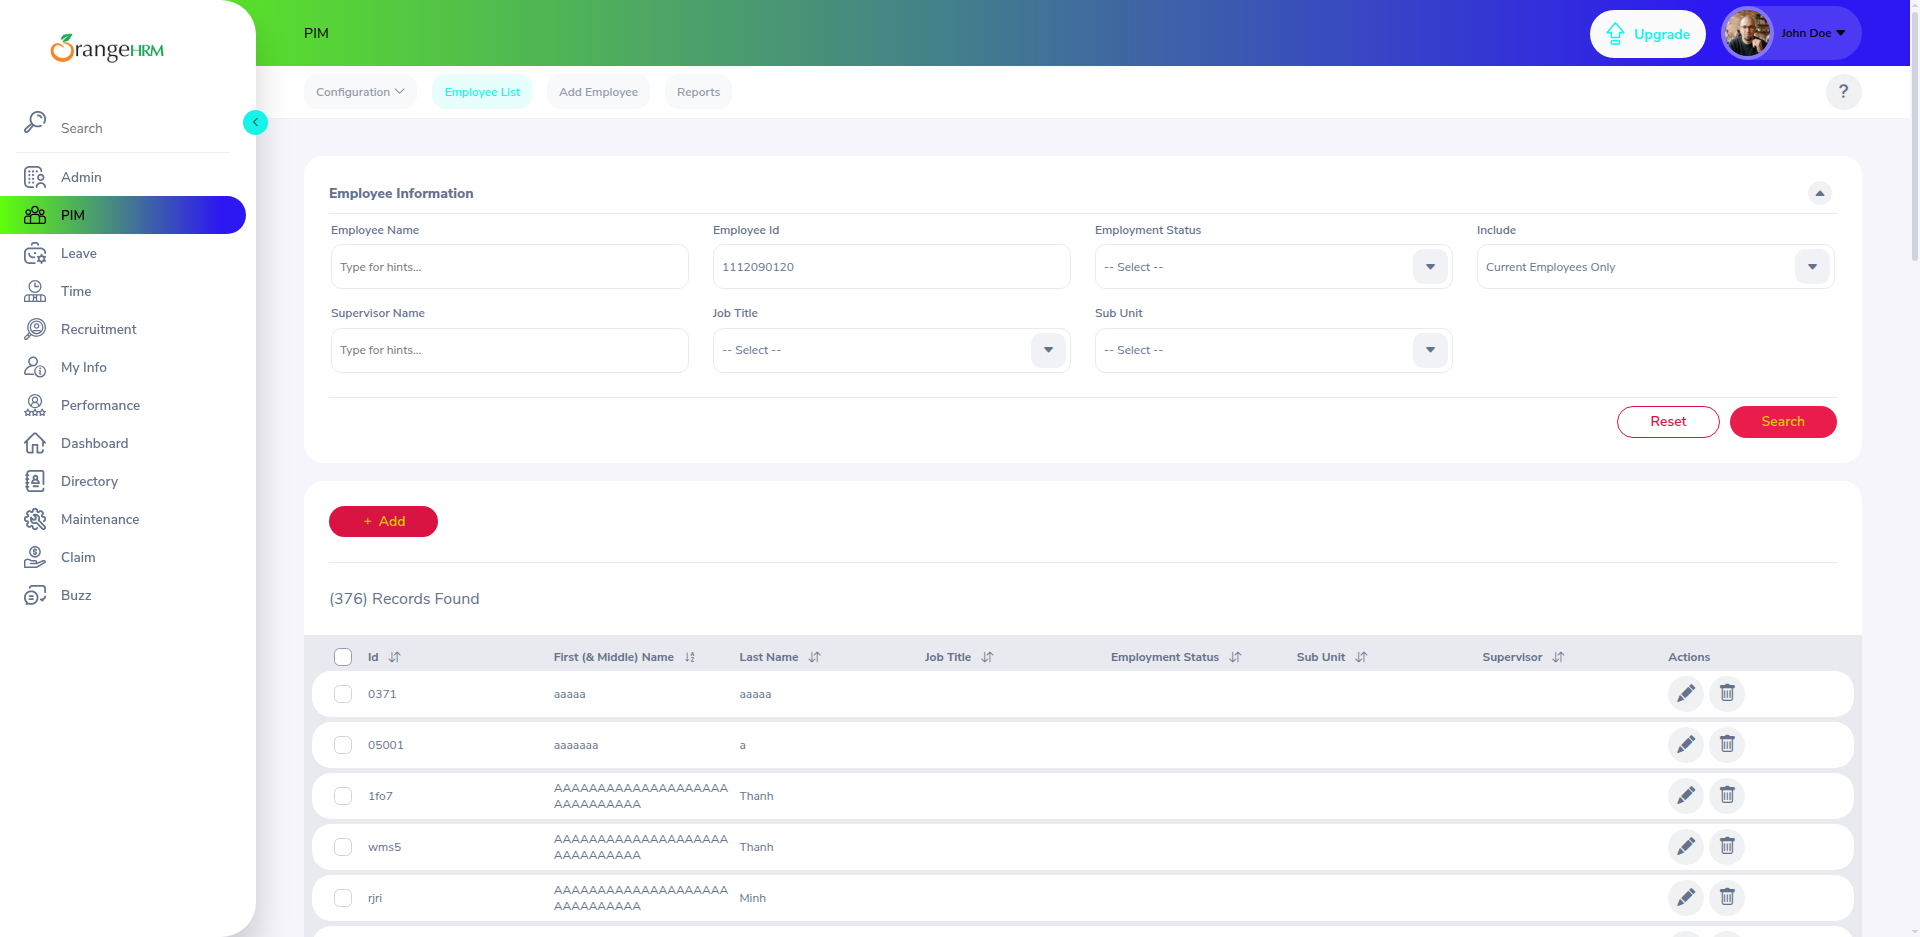 OrangeHRM
PIM
Upgrade
John Doe
Configuration
Employee List
Add Employee
Reports
?
Search
Admin
PIM
Leave
Time
Recruitment
My Info
Performance
Dashboard
Directory
Maintenance
Claim
Buzz
Employee Information
Employee Name
Employee Id
Employment Status
Include
Type for hints...
1112090120
-- Select --
Current Employees Only
Supervisor Name
Job Title
Sub Unit
Type for hints...
-- Select --
-- Select --
Reset
Search
+ Add
(376) Records Found
Id First (& Middle) Name Last Name Job Title Employment Status Sub Unit Supervisor Actions
0371 aaaaa aaaaa
05001 aaaaaaa a
1fo7 AAAAAAAAAAAAAAAAAAAA Thanh
AAAAAAAAAA
wms5 AAAAAAAAAAAAAAAAAAAA Thanh
AAAAAAAAAA
rjri AAAAAAAAAAAAAAAAAAAA Minh
AAAAAAAAAA